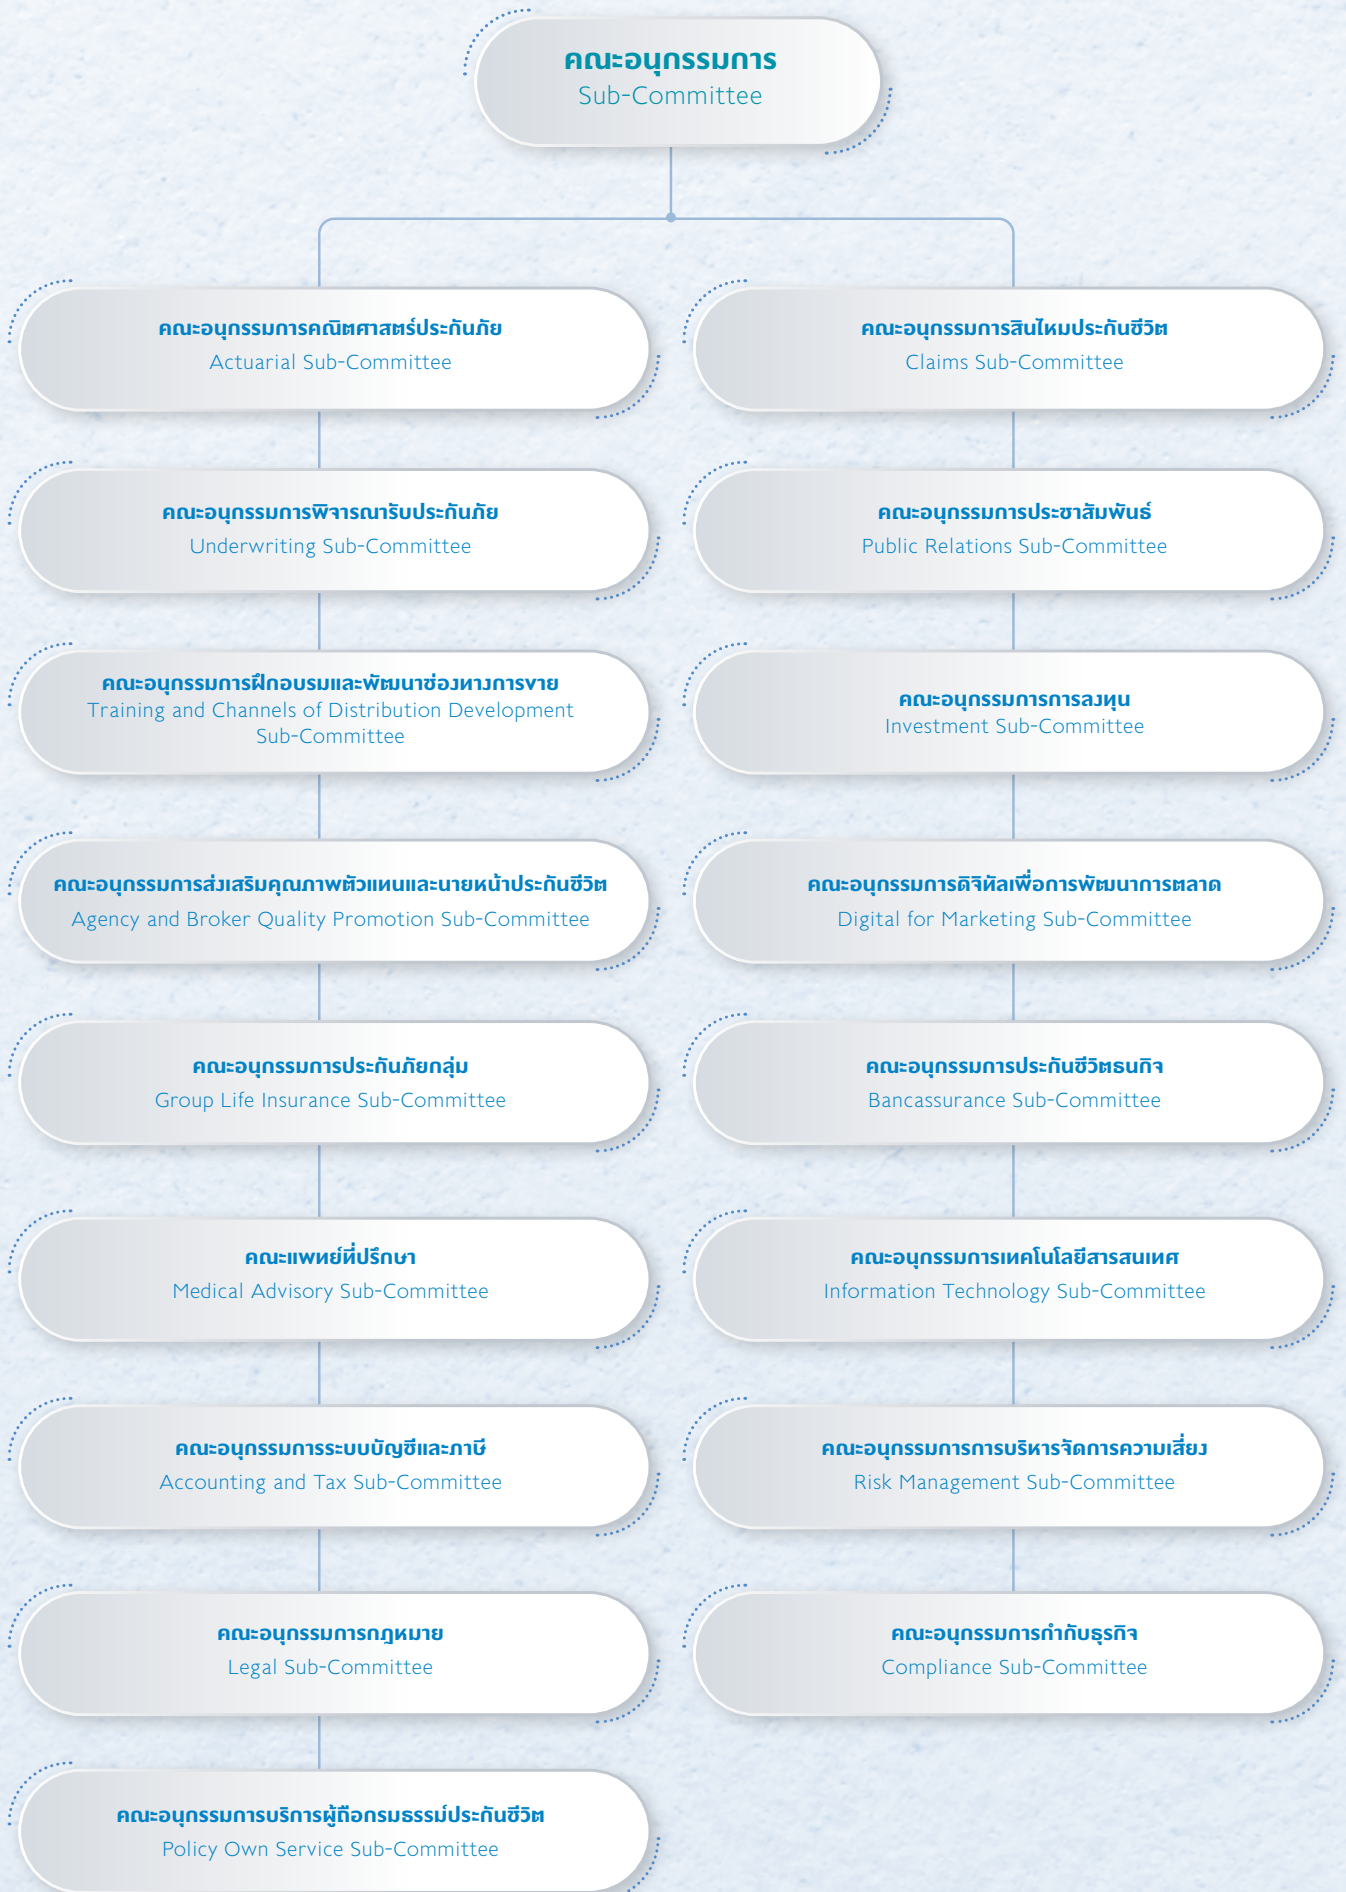 คณะอนุกรรมการ
Sub-Committee
คณะอนุกรรมการคณิตศาสตร์ประกันภัย
Actuarial Sub-Committee
คณะอนุกรรมการสินไหมประกันชีวิต
Claims Sub-Committee
คณะอนุกรรมการพิจารณารับประกันภัย
Underwriting Sub-Committee
คณะอนุกรรมการประชาสัมพันธ์
Public Relations Sub-Committee
คณะอนุกรรมการฝึกอบรมและพัฒนาช่องทางการขาย
Training and Channels of Distribution Development
Sub-Committee
คณะอนุกรรมการการลงทุน
Investment Sub-Committee
คณะอนุกรรมการส่งเสริมคุณภาพตัวแทนและนายหน้าประกันชีวิต
Agency and Broker Quality Promotion Sub-Committee
คณะอนุกรรมการดิจิทัลเพื่อการพัฒนาการตลาด
Digital for Marketing Sub-Committee
คณะอนุกรรมการประกันภัยกลุ่ม
Group Life Insurance Sub-Committee
คณะอนุกรรมการประกันชีวิตธนกิจ
Bancassurance Sub-Committee
คณะแพทย์ที่ปรึกษา
Medical Advisory Sub-Committee
คณะอนุกรรมการเทคโนโลยีสารสนเทศ
Information Technology Sub-Committee
คณะอนุกรรมการระบบบัญชีและภาษี
Accounting and Tax Sub-Committee
คณะอนุกรรมการการบริหารจัดการความเสี่ยง
Risk Management Sub-Committee
คณะอนุกรรมการกฎหมาย
Legal Sub-Committee
คณะอนุกรรมการกำกับธุรกิจ
Compliance Sub-Committee
คณะอนุกรรมการบริการผู้ถือกรมธรรม์ประกันชีวิต
Policy Own Service Sub-Committee